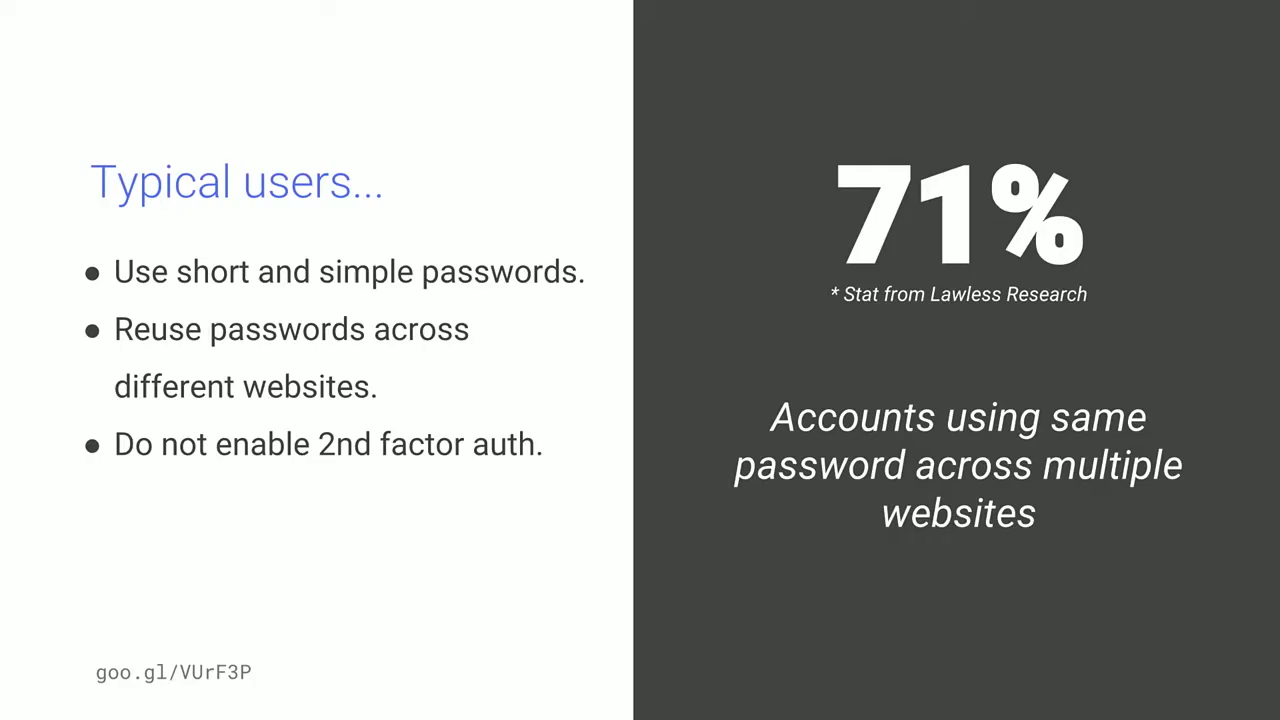 Typical users...
● Use short and simple passwords.
● Reuse passwords across
different websites.
● Do not enable 2nd factor auth.
goo.gl/VUrF3P
71%
* Stat from Lawless Research
Accounts using same
password across multiple
websites